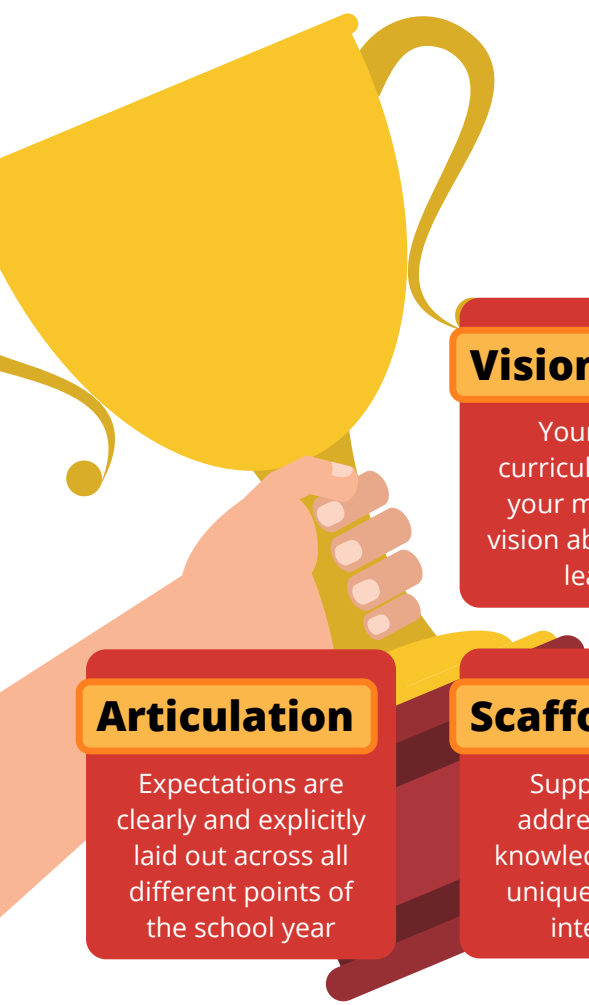 Vision
Your
curricul
your m
vision ab
lea
Articulation
Expectations are
clearly and explicitly
laid out across all
different points of
the school year
Scaffo
Supp
addre
knowled
unique
inte